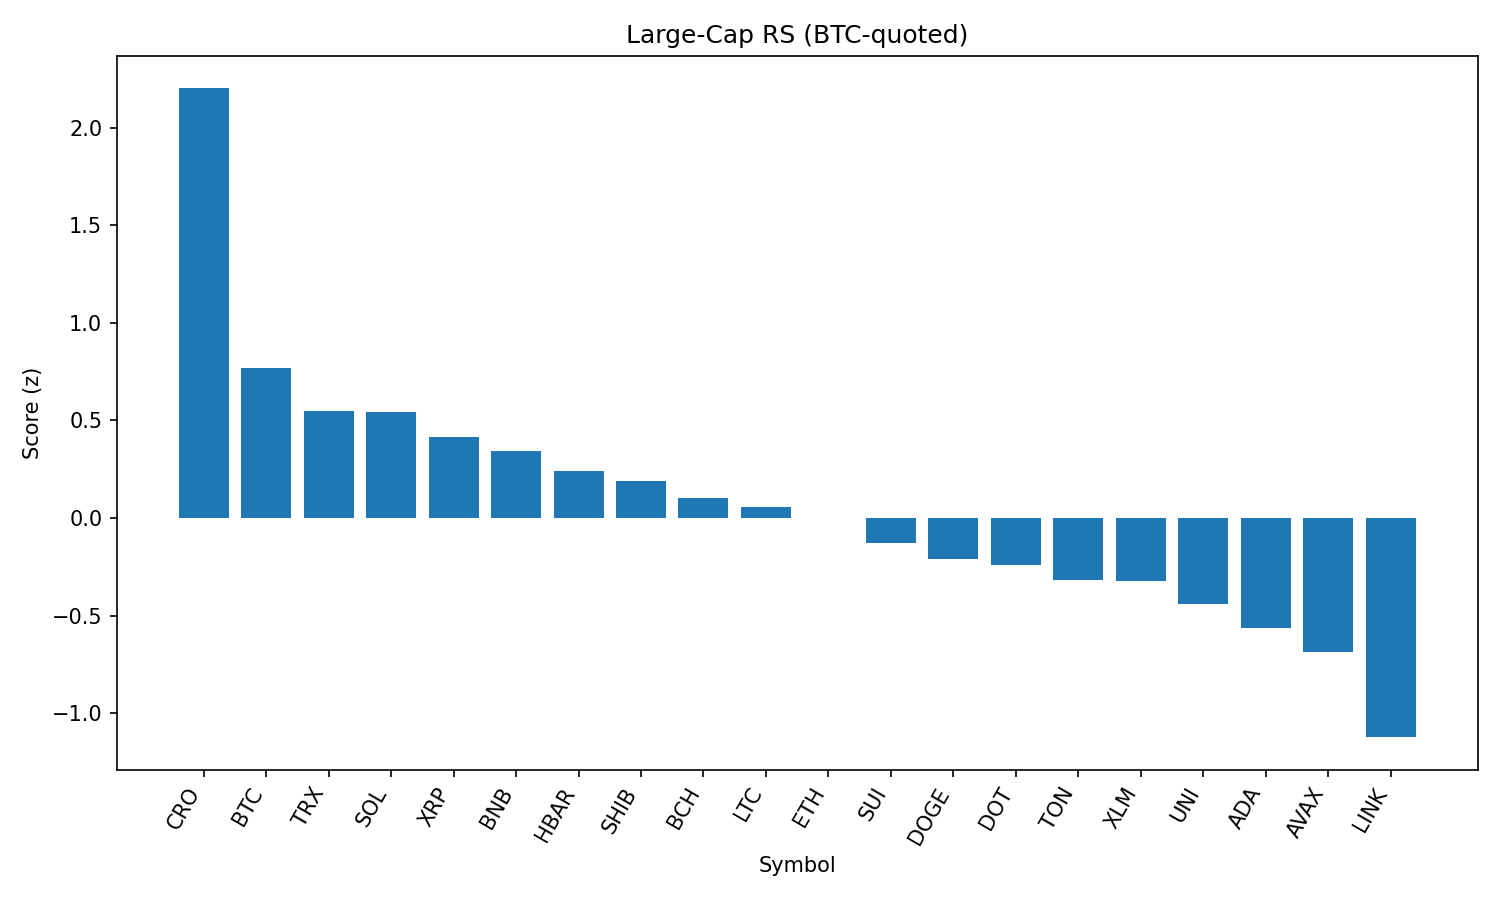 Large-Cap RS (BTC-quoted)
Score (z)
2.0
1.5
1.0
0.5
0.0
−0.5
−1.0
CRO
BTC
TRX
SOL
XRP
BNB
HBAR
SHIB
BCH
LTC
ETH
SUI
DOGE
DOT
TON
XLM
UNI
ADA
AVAX
LINK
Symbol